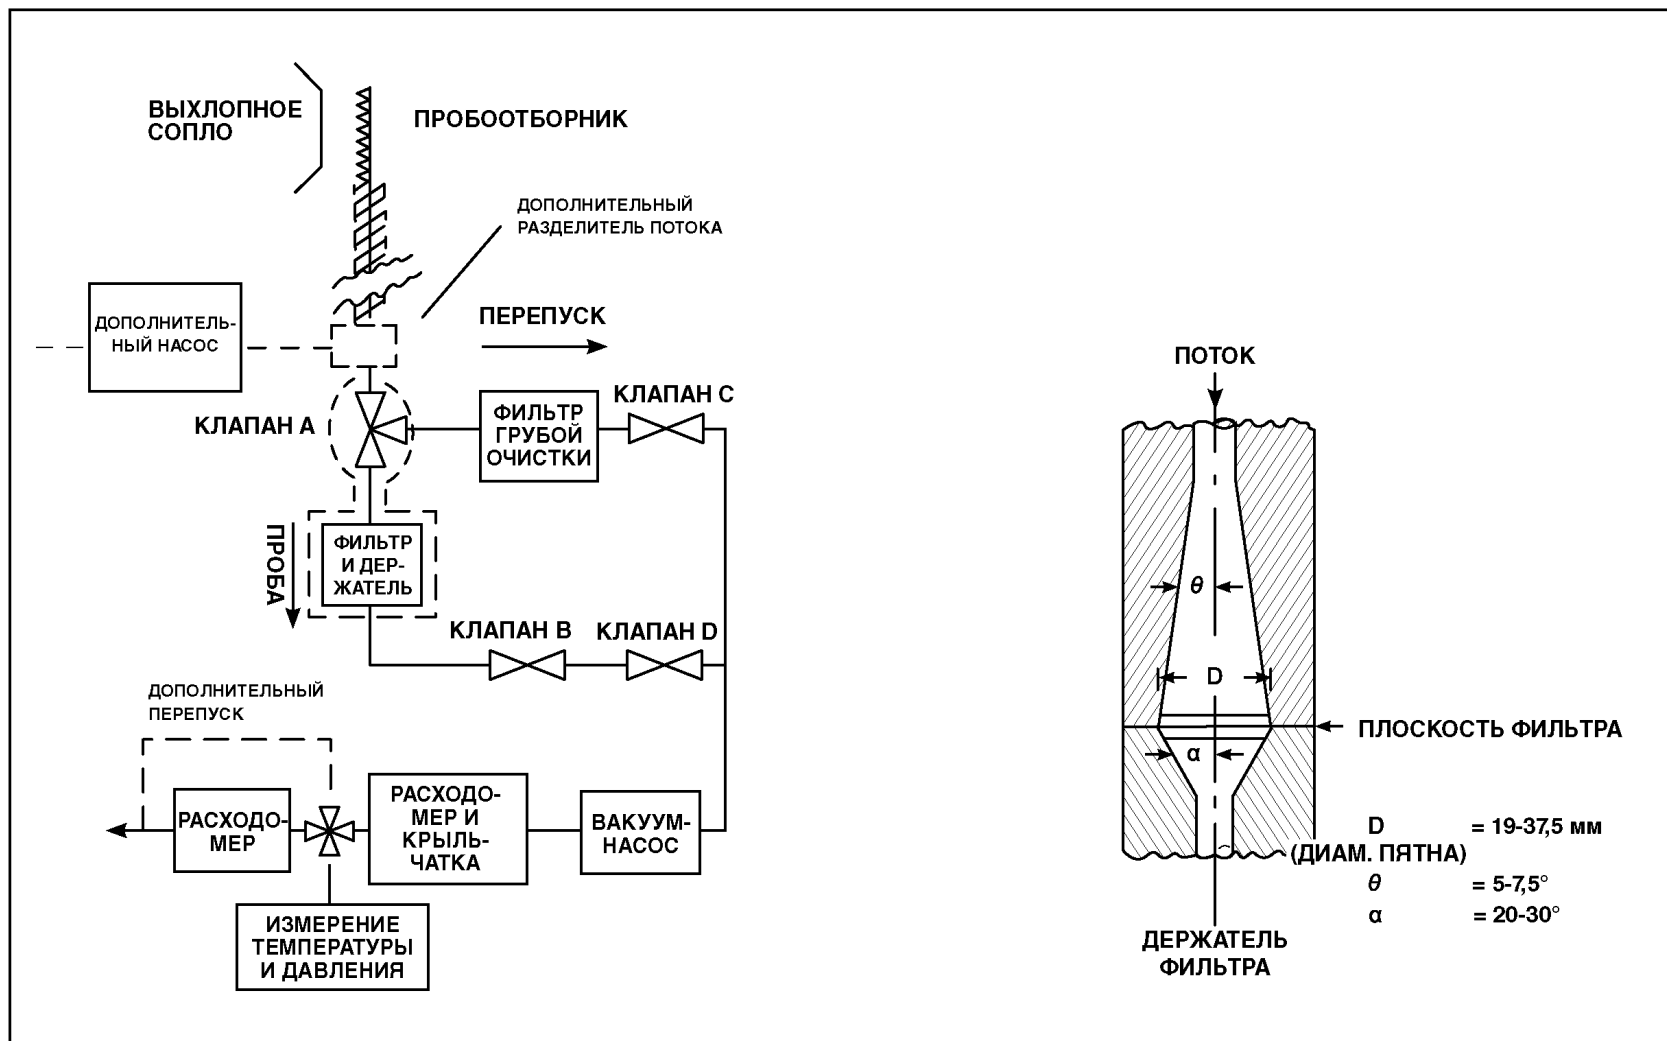 ВЫХЛОПНОЕ
СОПЛО
ПРОБООТБОРНИК
ДОПОЛНИТЕЛЬНЫЙ
РАЗДЕЛИТЕЛЬ ПОТОКА
ДОПОЛНИТЕЛЬ-
НЫЙ НАСОС
ПЕРЕПУСК
КЛАПАН A
ФИЛЬТР
ГРУБОЙ
ОЧИСТКИ
КЛАПАН C
ПРОБА
ФИЛЬТР
И ДЕР-
ЖАТЕЛЬ
КЛАПАН B
КЛАПАН D
ДОПОЛНИТЕЛЬНЫЙ
ПЕРЕПУСК
РАСХОДО-
МЕР
РАСХОДО-
МЕР И
КРЫЛЬ-
ЧАТКА
ВАКУУМ-
НАСОС
ИЗМЕРЕНИЕ
ТЕМПЕРАТУРЫ
И ДАВЛЕНИЯ
ПОТОК
θ
D
ПЛОСКОСТЬ ФИЛЬТРА
α
D = 19-37,5 мм
(ДИАМ. ПЯТНА)
θ = 5-7,5°
α = 20-30°
ДЕРЖАТЕЛЬ
ФИЛЬТРА